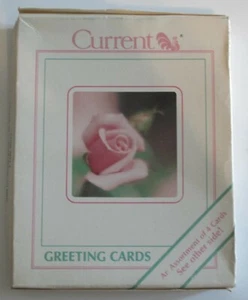 Current
GREETING CARDS
An Assortment of 4 Cards
See other side!